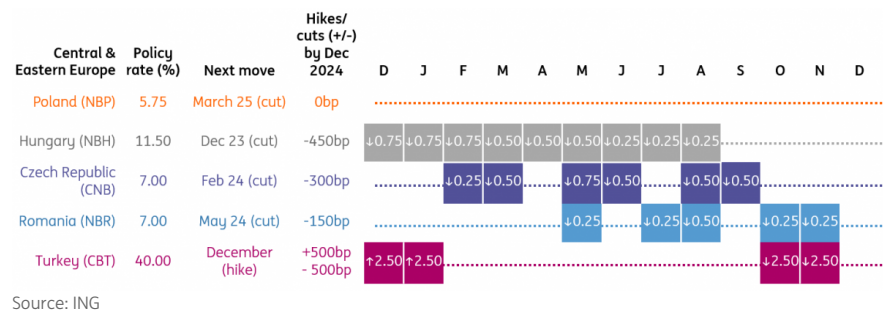 Central & Eastern Europe Policy rate (%) Next move Hikes/ cuts (+/-) by Dec 2024 D J F M A M J J A S O N D
Poland (NBP) 5.75 March 25 (cut) 0bp
Hungary (NBH) 11.50 Dec 23 (cut) -450bp ↓0.75 ↓0.75 ↓0.75 ↓0.50 ↓0.50 ↓0.50 ↓0.25 ↓0.25 ↓0.25
Czech Republic (CNB) 7.00 Feb 24 (cut) -300bp ↓0.25 ↓0.50 ↓0.75 ↓0.50 ↓0.50 ↓0.50
Romania (NBR) 7.00 May 24 (cut) -150bp ↓0.25 ↓0.25 ↓0.50 ↓0.25 ↓0.25
Turkey (CBT) 40.00 December (hike) +500bp - 500bp ↑2.50 ↑2.50 ↓2.50 ↓2.50
Source: ING